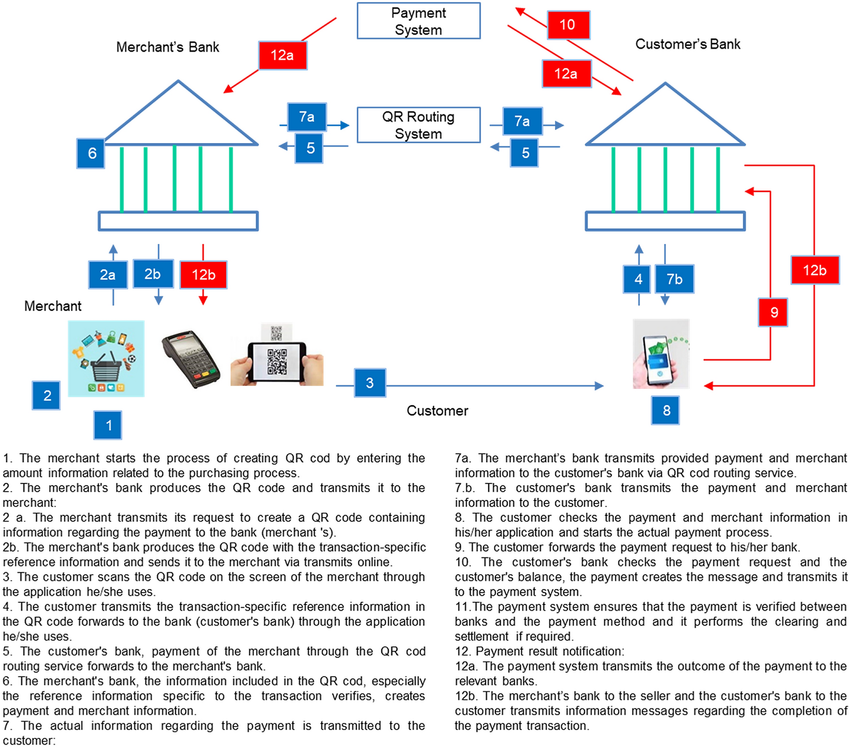 Payment
System
10
Merchant's Bank
Customer's Bank
12a
12a
7a
QR Routing
System
7a
5
5
6
2a
2b
12b
4
7b
12b
Merchant
9
2
3
1
Customer
8
1. The merchant starts the process of creating QR cod by entering the
amount information related to the purchasing process.
2. The merchant's bank produces the QR code and transmits it to the
merchant:
2 a. The merchant transmits its request to create a QR code containing
information regarding the payment to the bank (merchant 's).
2b. The merchant's bank produces the QR code with the transaction-specific
reference information and sends it to the merchant via transmits online.
3. The customer scans the QR code on the screen of the merchant through
the application he/she uses.
4. The customer transmits the transaction-specific reference information in
the QR code forwards to the bank (customer's bank) through the application
he/she uses.
5. The customer's bank, payment of the merchant through the QR cod
routing service forwards to the merchant's bank.
6. The merchant's bank, the information included in the QR cod, especially
the reference information specific to the transaction verifies, creates
payment and merchant information.
7. The actual information regarding the payment is transmitted to the
customer:
7a. The merchant's bank transmits provided payment and merchant
information to the customer's bank via QR cod routing service.
7.b. The customer's bank transmits the payment and merchant
information to the customer.
8. The customer checks the payment and merchant information in
his/her application and starts the actual payment process.
9. The customer forwards the payment request to his/her bank.
10. The customer's bank checks the payment request and the
customer's balance, the payment creates the message and transmits it
to the payment system.
11.The payment system ensures that the payment is verified between
banks and the payment method and it performs the clearing and
settlement if required.
12. Payment result notification:
12a. The payment system transmits the outcome of the payment to the
relevant banks.
12b. The merchant's bank to the seller and the customer's bank to the
customer transmits information messages regarding the completion of
the payment transaction.